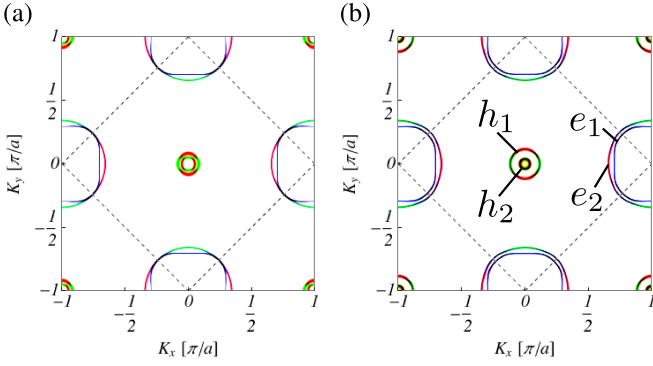 (a)
(b)
1
1/2
0
-1/2
-1
K_y [π/a]
-1
-1/2
0
1/2
1
K_x [π/a]
1
1/2
0
-1/2
-1
K_y [π/a]
h_1
h_2
e_1
e_2
-1
-1/2
0
1/2
1
K_x [π/a]